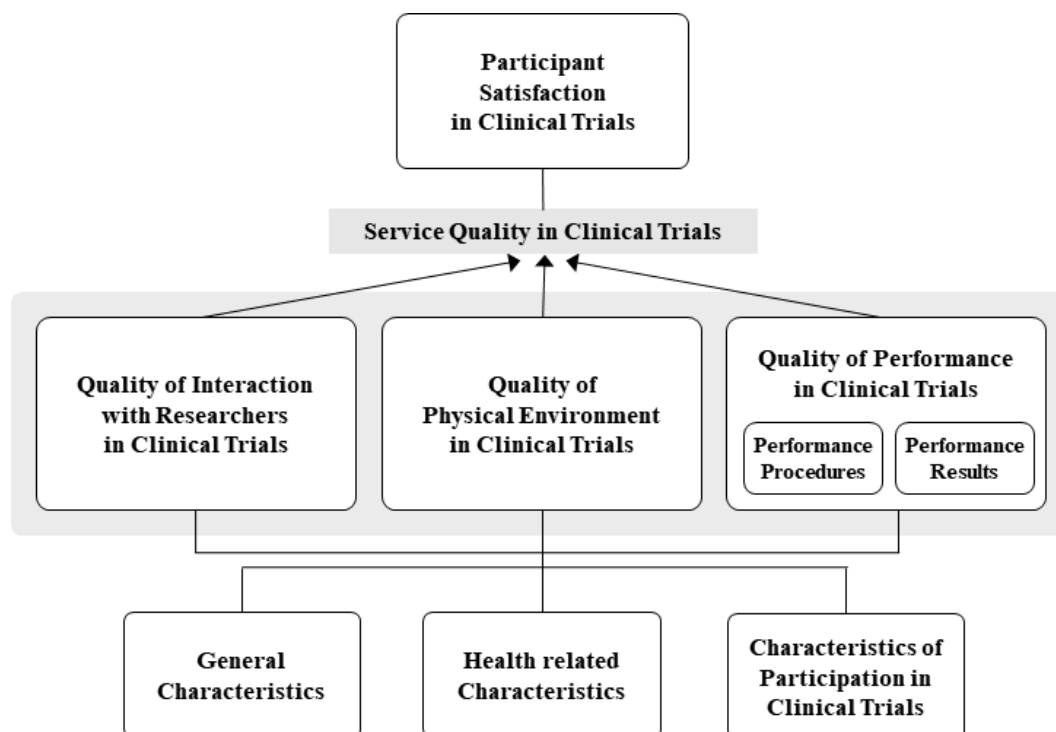 Participant
Satisfaction
in Clinical Trials
Service Quality in Clinical Trials
Quality of Interaction
with Researchers
in Clinical Trials
Quality of
Physical Environment
in Clinical Trials
Quality of Performance
in Clinical Trials
Performance
Procedures
Performance
Results
General
Characteristics
Health related
Characteristics
Characteristics of
Participation in
Clinical Trials